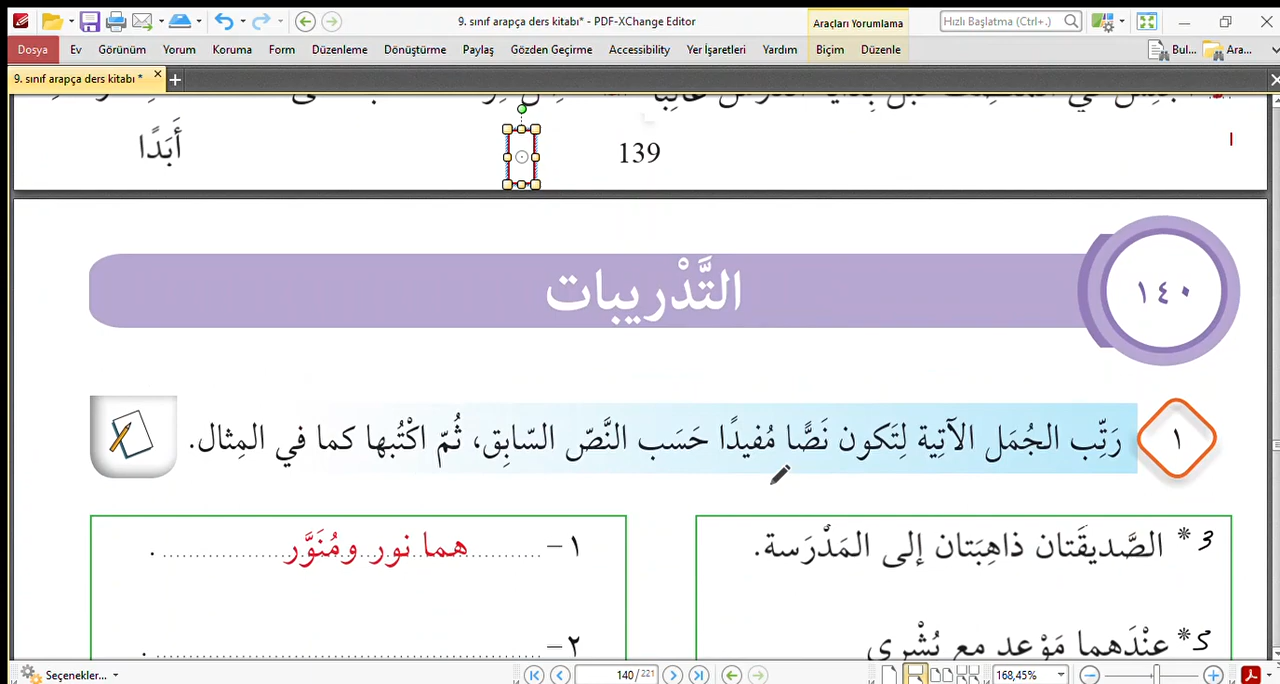 9. sınıf arapça ders kitabı* - PDF-XChange Editor
Araçları Yorumlama
Hızlı Başlatma (Ctrl+.)
Dosya Ev Görünüm Yorum Koruma Form Düzenleme Dönüştürme Paylaş Gözden Geçirme Accessibility Yer İşaretleri Yardım Biçim Düzenle Bul... Ara...
9. sınıf arapça ders kitabı *
أَبَدًا
139
التَّدْريبات
١٤٠
١
رَتِّب الجُمَل الآتِية لِتَكون نَصًّا مُفيدًا حَسَب النَّصّ السّابِق، ثُمّ اكْتُبها كما في المِثال.
3 * الصَّديقَتان ذاهِبَتان إلى المَدْرَسة.
١- هما نور ومُنَوَّر .
5 * عِنْدَهما مَوْعِد مع بُشْرى
٢- .
Seçenekler...
140 / 221
168,45%